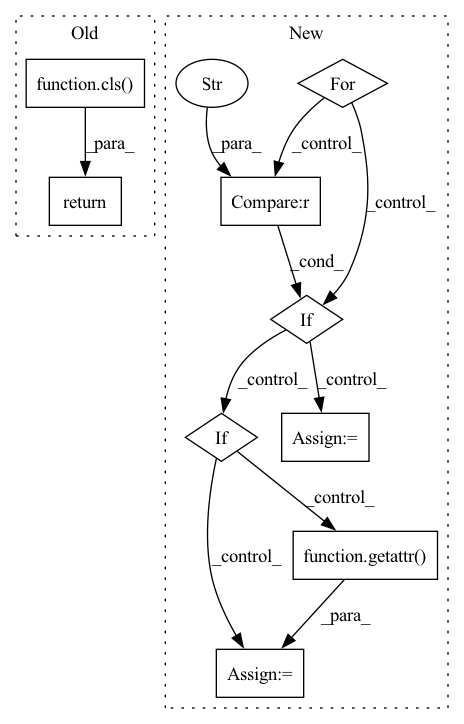 Old
New
function.cls()
Str
For
_para_
_para_
_control_
return
Compare:r
_control_
_cond_
If
_control_
_control_
If
Assign:=
_control_
_control_
function.getattr()
_para_
Assign:=